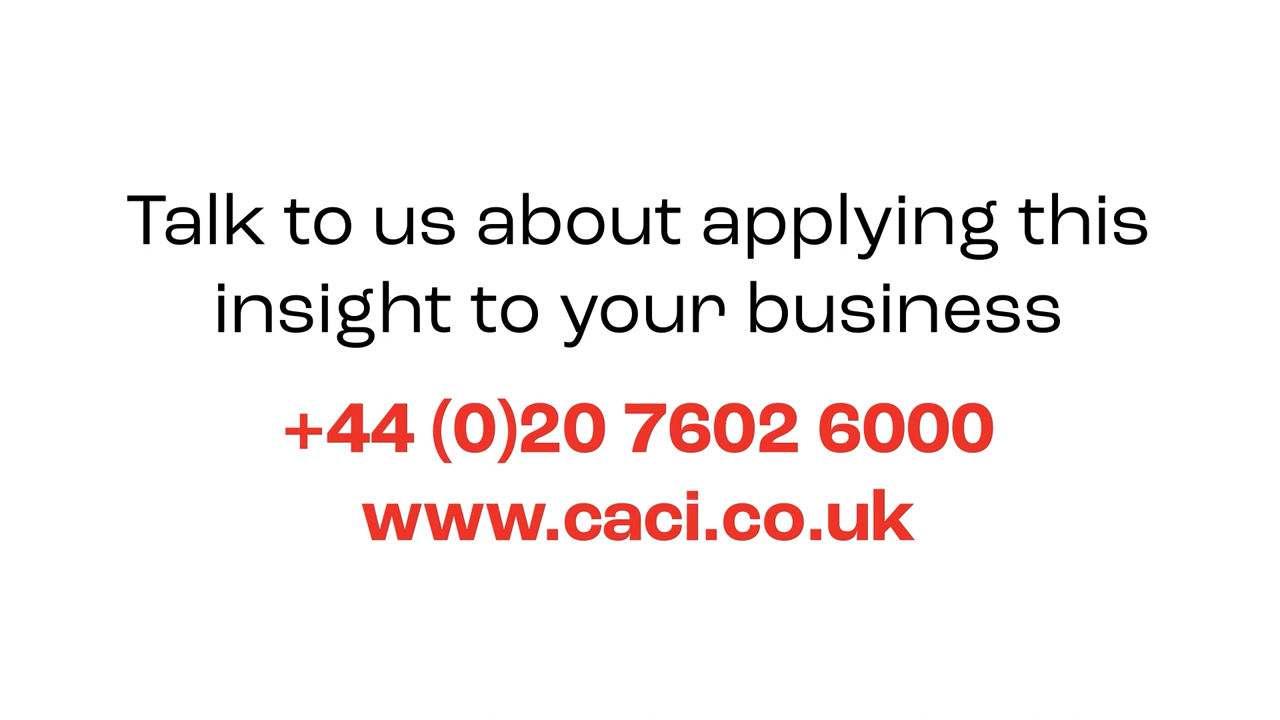 Talk to us about applying this
insight to your business
+44 (0)20 7602 6000
www.caci.co.uk